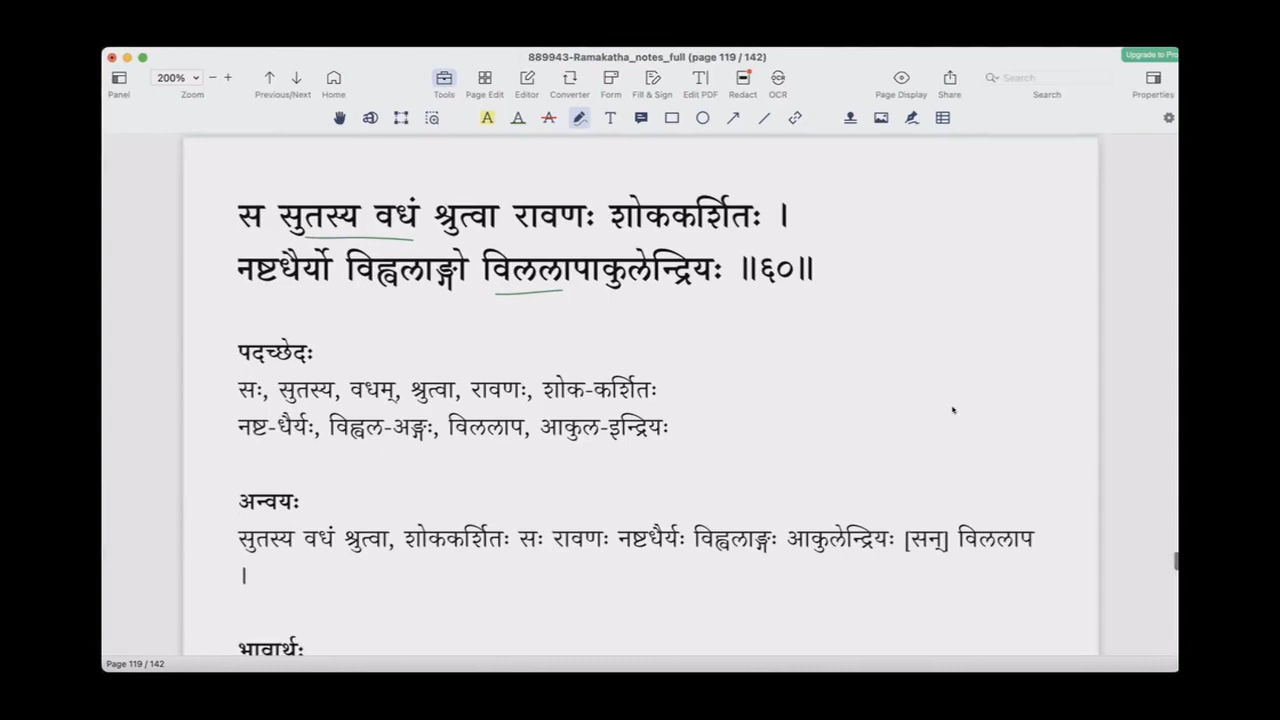 889943-Ramakatha_notes_full (page 119 / 142)
Upgrade to Pro
200%
Panel Zoom Previous/Next Home Tools Page Edit Editor Converter Form Fill & Sign Edit PDF Redact OCR Page Display Share Search Properties
Search
स सुतस्य वधं श्रुत्वा रावणः शोककर्शितः ।
नष्टधैर्यो विह्वलाङ्गो विललापाकुलेन्द्रियः ॥६०॥
पदच्छेदः
सः, सुतस्य, वधम्, श्रुत्वा, रावणः, शोक-कर्शितः
नष्ट-धैर्यः, विह्वल-अङ्गः, विललाप, आकुल-इन्द्रियः
अन्वयः
सुतस्य वधं श्रुत्वा, शोककर्शितः सः रावणः नष्टधैर्यः विह्वलाङ्गः आकुलेन्द्रियः [सन्] विललाप
।
भावार्थः
Page 119 / 142